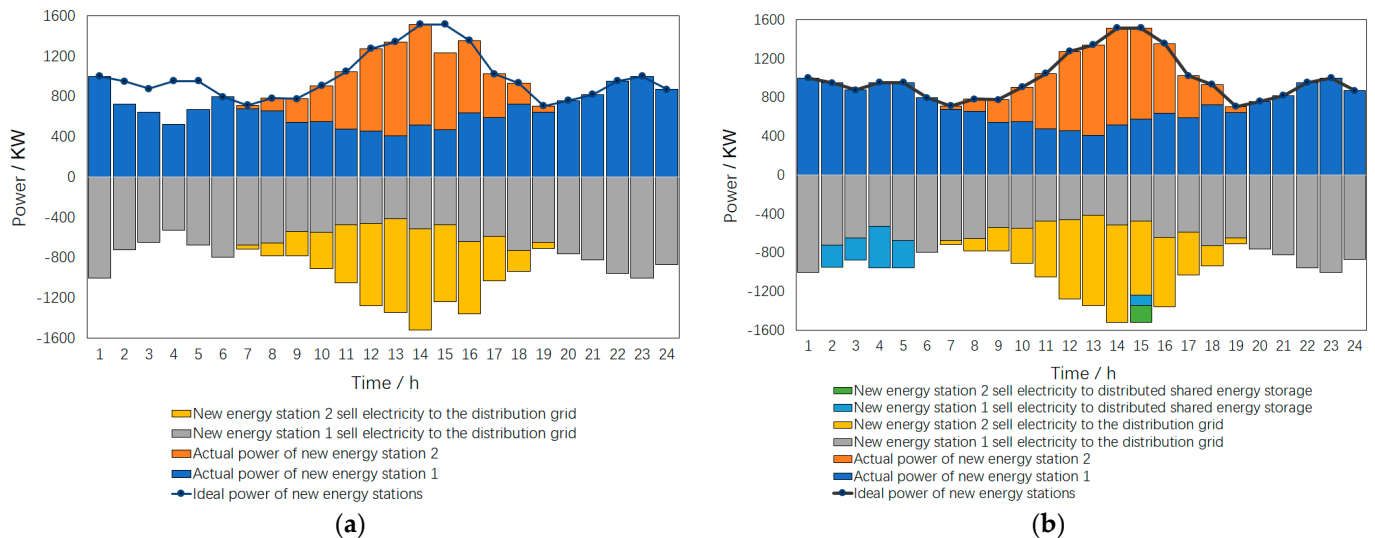 1600
1200
800
400
0
-400
-800
-1200
-1600
Power / KW
1 2 3 4 5 6 7 8 9 10 11 12 13 14 15 16 17 18 19 20 21 22 23 24
Time / h
New energy station 2 sell electricity to the distribution grid
New energy station 1 sell electricity to the distribution grid
Actual power of new energy station 2
Actual power of new energy station 1
Ideal power of new energy stations
(a)
1600
1200
800
400
0
-400
-800
-1200
-1600
Power / KW
1 2 3 4 5 6 7 8 9 10 11 12 13 14 15 16 17 18 19 20 21 22 23 24
Time / h
New energy station 2 sell electricity to distributed shared energy storage
New energy station 1 sell electricity to distributed shared energy storage
New energy station 2 sell electricity to the distribution grid
New energy station 1 sell electricity to the distribution grid
Actual power of new energy station 2
Actual power of new energy station 1
Ideal power of new energy stations
(b)